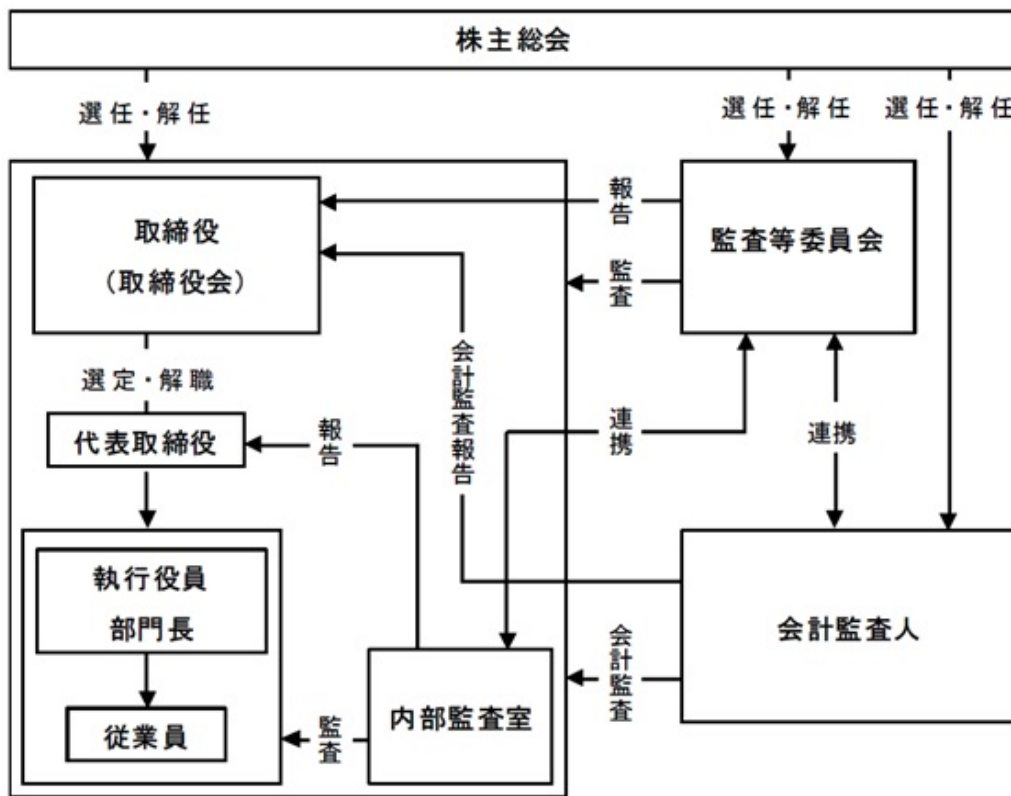 株主総会
選任・解任
選任・解任
選任・解任
取締役
（取締役会）
報告
監査
監査等委員会
会計監査報告
選定・解職
代表取締役
報告
連携
連携
執行役員
部門長
従業員
監査
内部監査室
会計監査
会計監査人